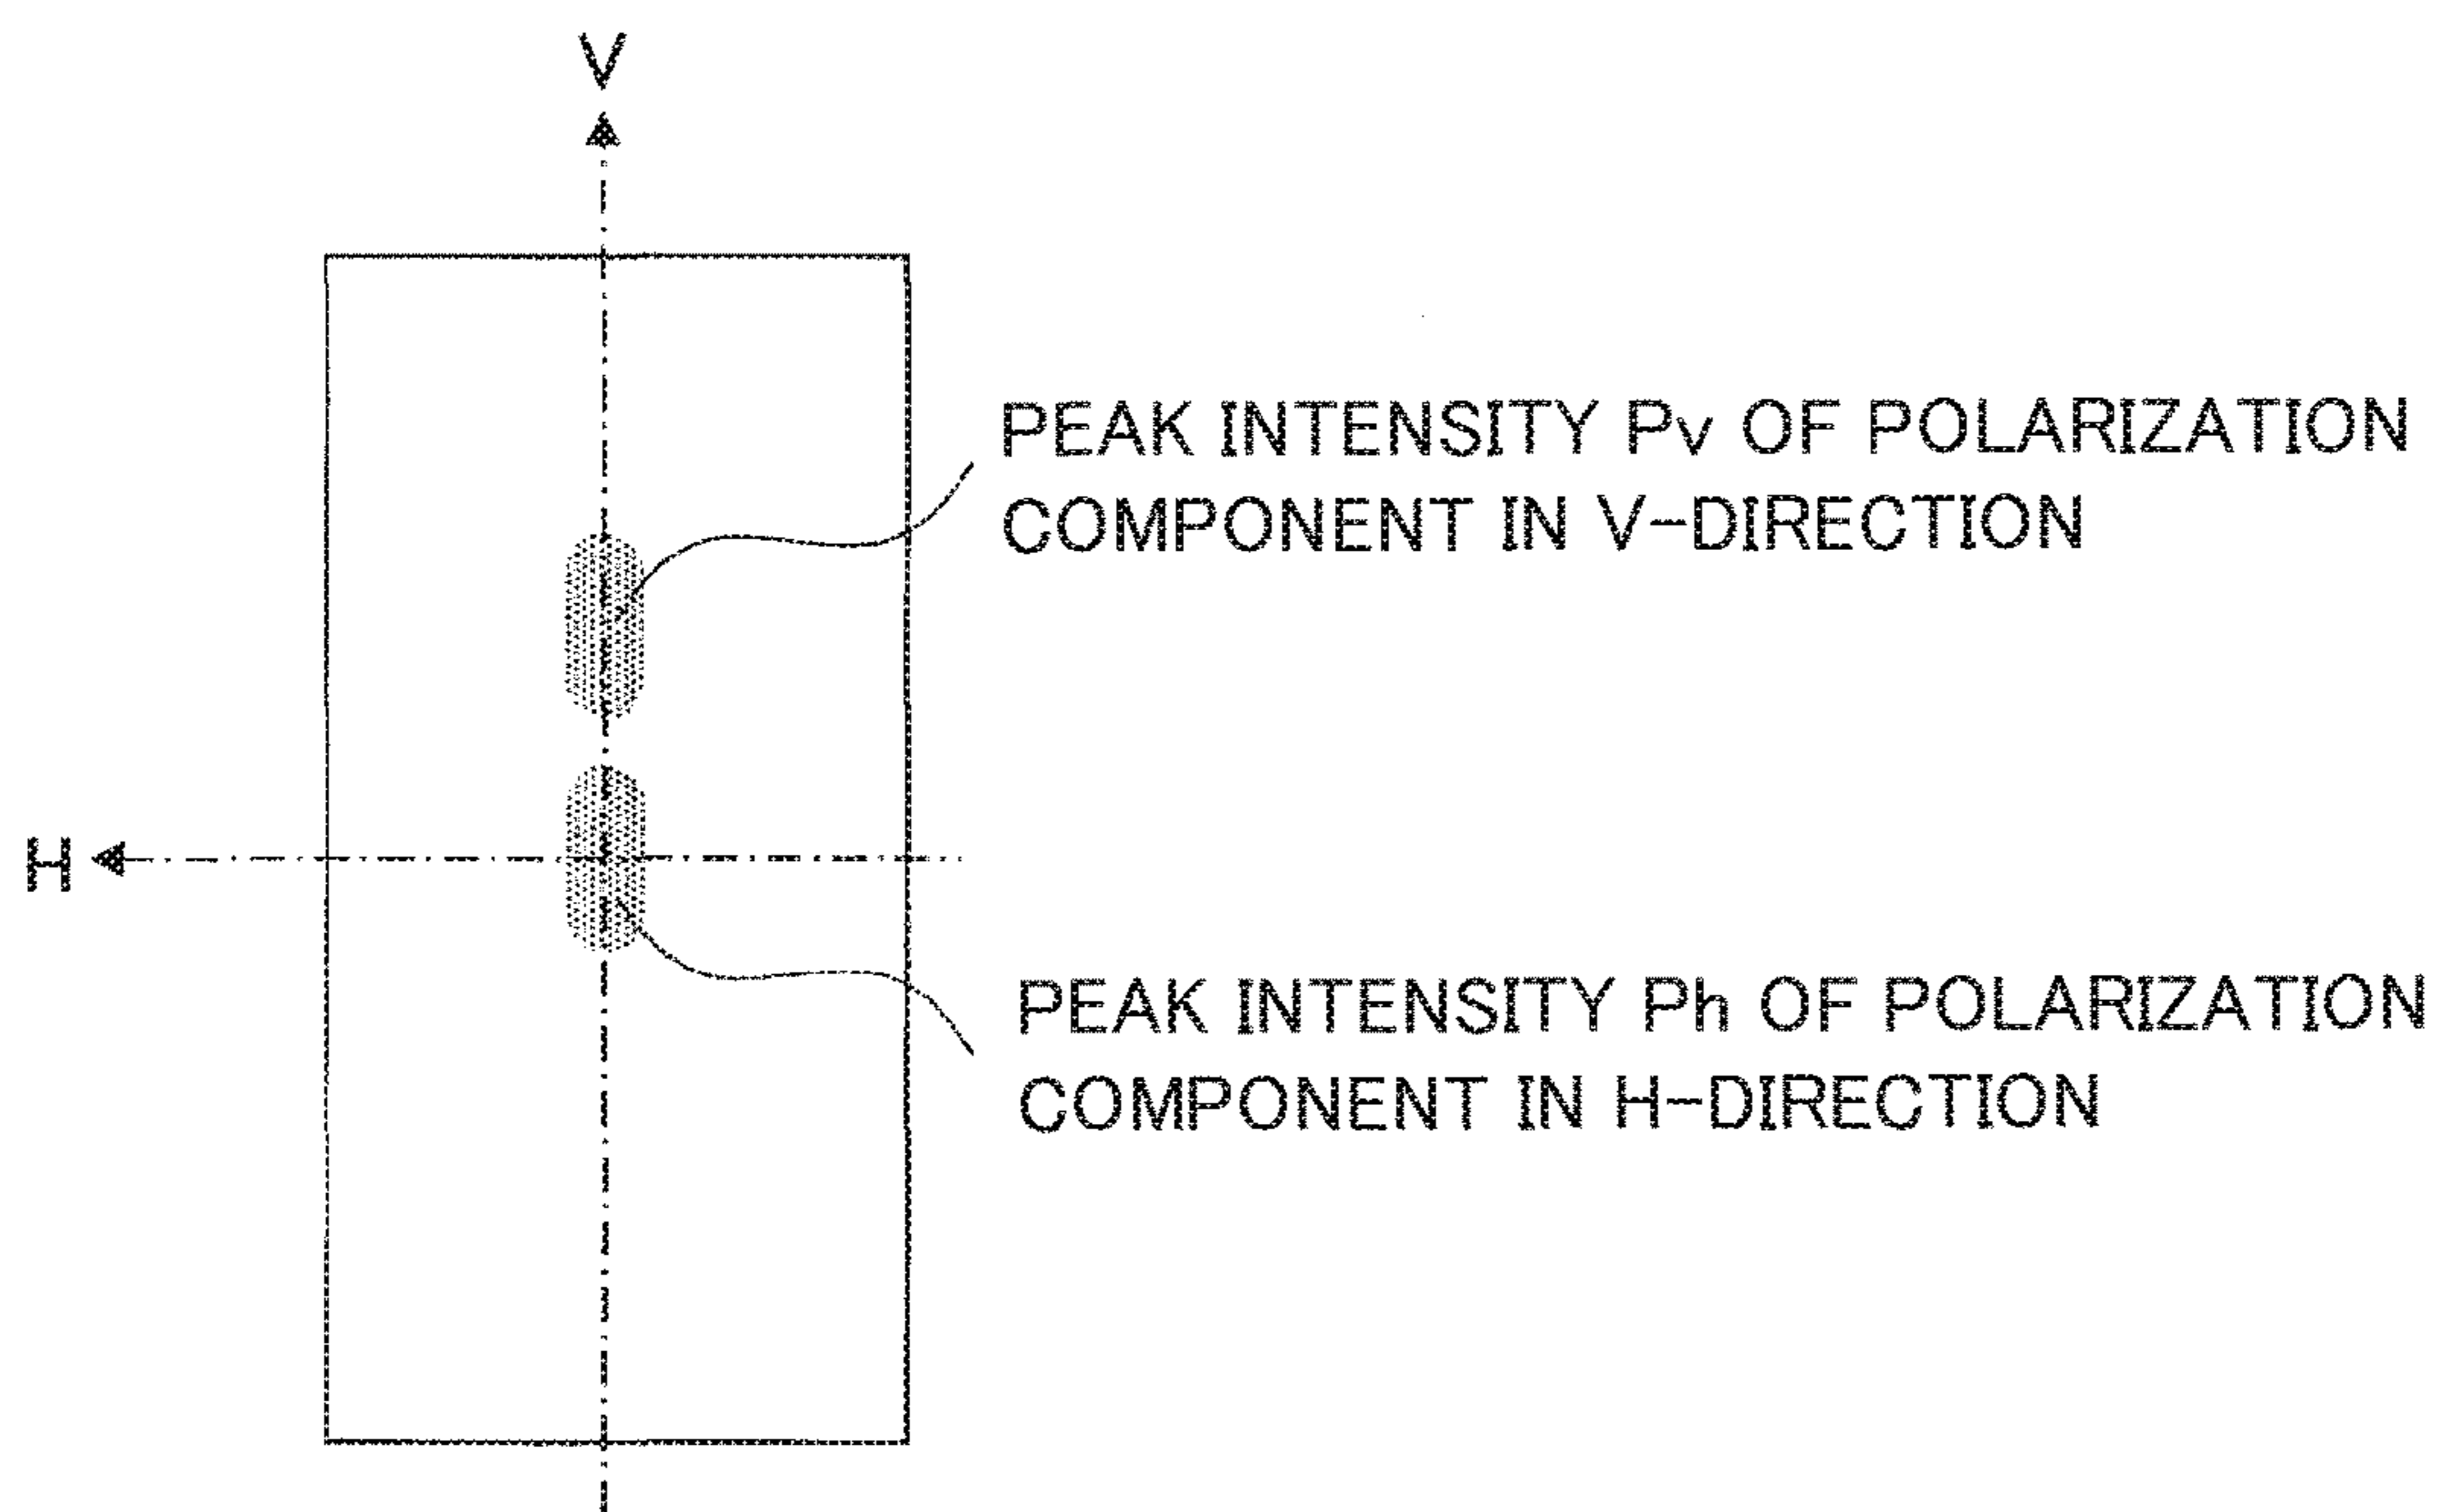 V
PEAK INTENSITY Pv OF POLARIZATION
COMPONENT IN V-DIRECTION
H
PEAK INTENSITY Ph OF POLARIZATION
COMPONENT IN H-DIRECTION